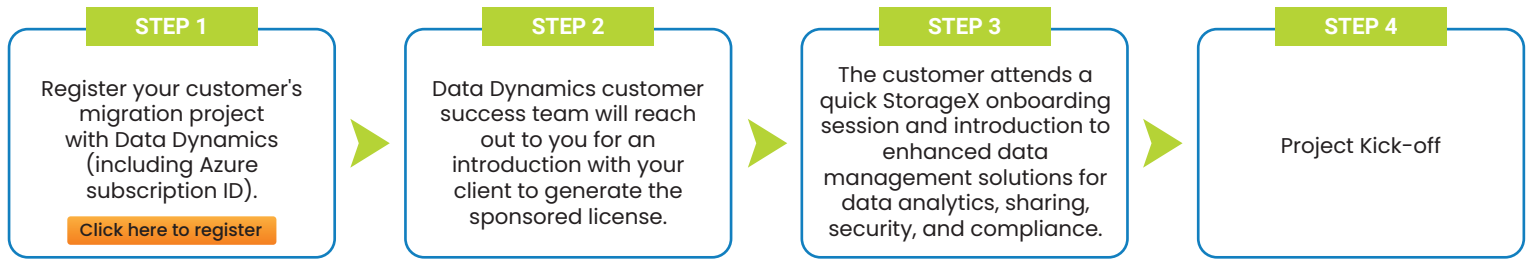 STEP 1
Register your customer's
migration project
with Data Dynamics
(including Azure
subscription ID).
Click here to register
STEP 2
Data Dynamics customer
success team will reach
out to you for an
introduction with your
client to generate the
sponsored license.
STEP 3
The customer attends a
quick StorageX onboarding
session and introduction to
enhanced data
management solutions for
data analytics, sharing,
security, and compliance.
STEP 4
Project Kick-off